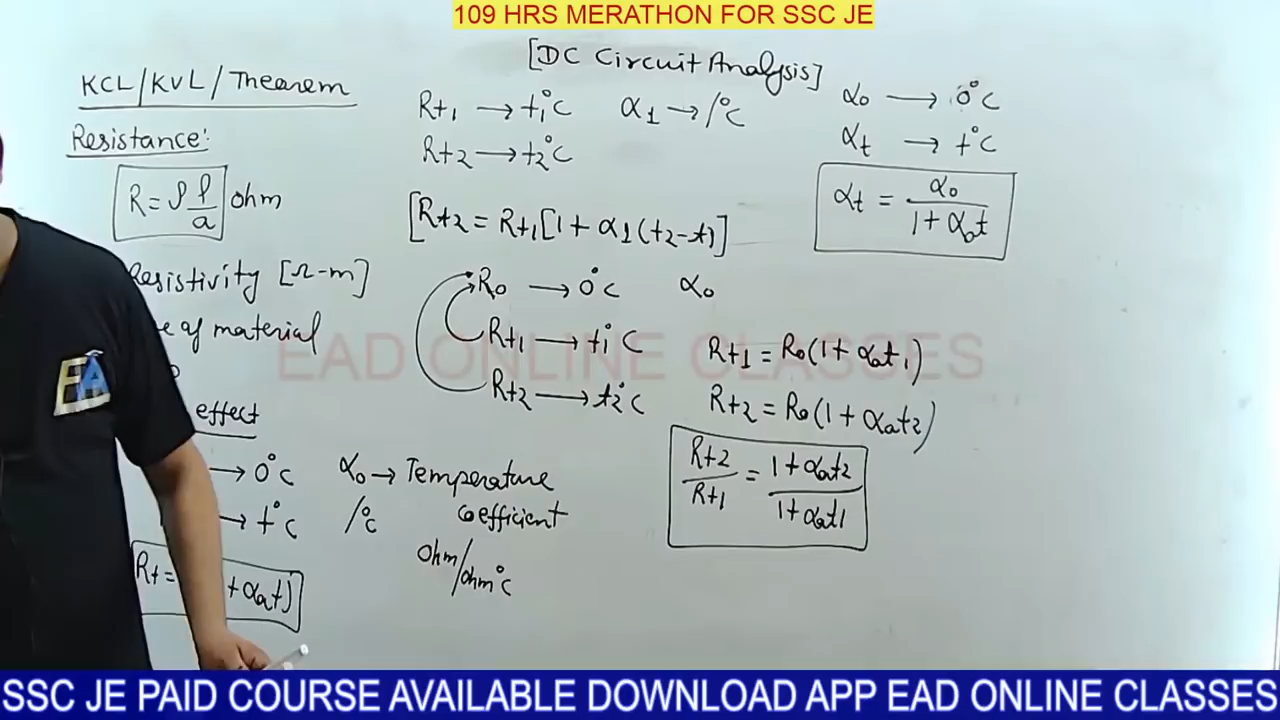 109 HRS MERATHON FOR SSC JE
[DC Circuit Analysis]
KCL/KVL/Theorem
Resistance:
R = ρ l/a ohm
Resistivity [Ω-m]
of material
effect
→ 0°C α₀ → Temperature
→ t°C /°C coefficient
ohm/ohm°C
Rt = + α₀t)
Rt1 → t1°C α1 → /°C
Rt2 → t2°C
[Rt2 = Rt1[1 + α1(t2-t1)]
R₀ → 0°C α₀
Rt1 → t1°C
Rt2 → t2°C
Rt1 = R₀(1 + α₀t1)
Rt2 = R₀(1 + α₀t2)
Rt2/Rt1 = 1 + α₀t2/1 + α₀t1
α₀ → 0°C
αt → t°C
αt = α₀/1 + α₀t
EAD ONLINE CLASSES
EA
SSC JE PAID COURSE AVAILABLE DOWNLOAD APP EAD ONLINE CLASSES